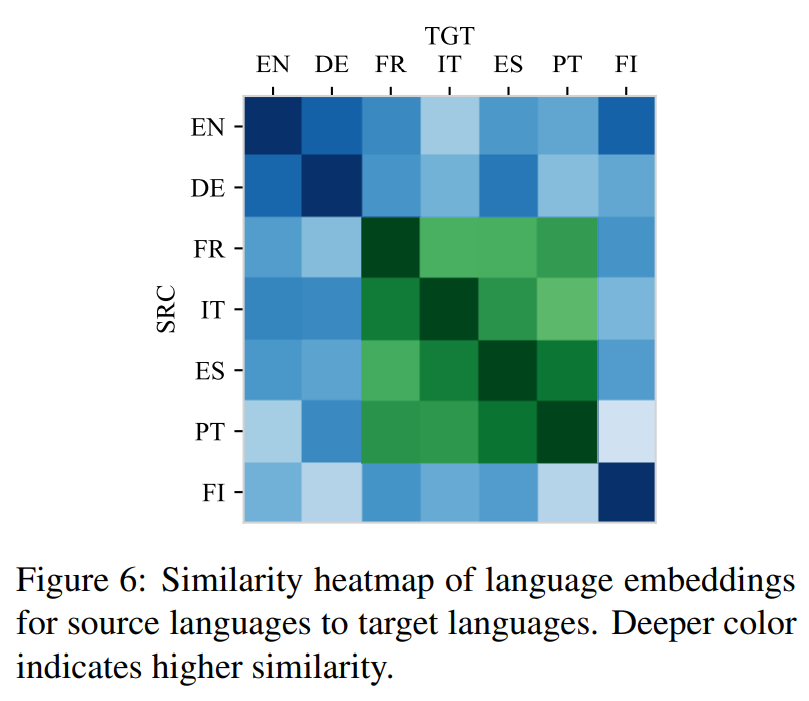 TGT
EN DE FR IT ES PT FI
EN
DE
FR
SRC
IT
ES
PT
FI
Figure 6: Similarity heatmap of language embeddings
for source languages to target languages. Deeper color
indicates higher similarity.